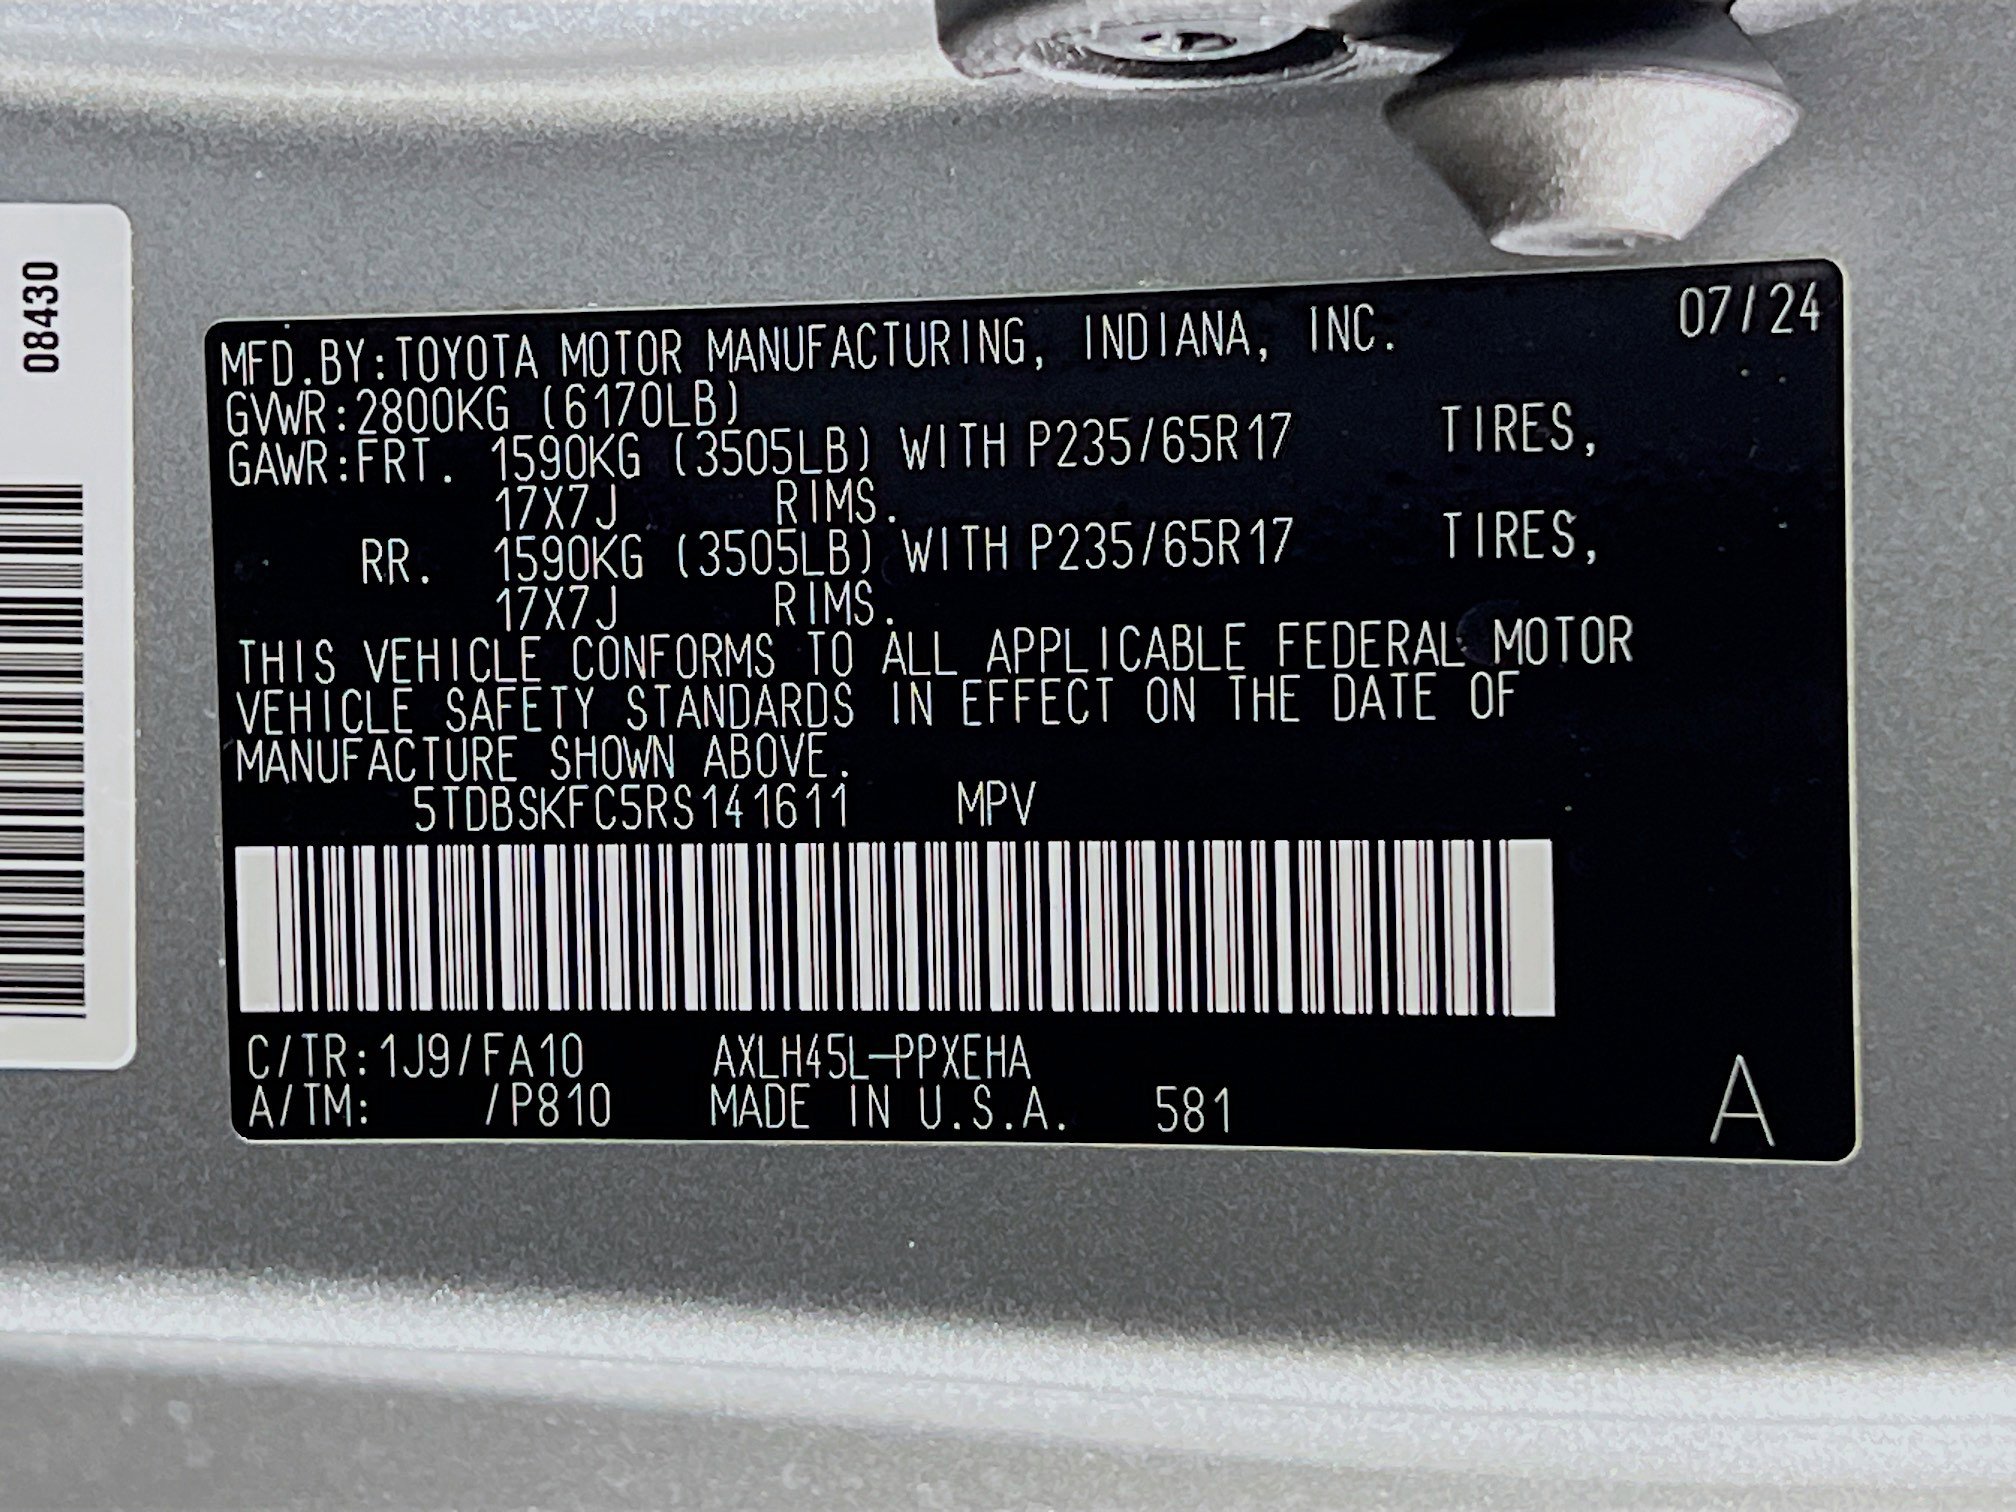 08430
07/24
MFD.BY:TOYOTA MOTOR MANUFACTURING, INDIANA, INC.
GVWR:2800KG (6170LB)
GAWR:FRT. 1590KG (3505LB) WITH P235/65R17 TIRES,
17X7J RIMS.
RR. 1590KG (3505LB) WITH P235/65R17 TIRES,
17X7J RIMS.
THIS VEHICLE CONFORMS TO ALL APPLICABLE FEDERAL MOTOR
VEHICLE SAFETY STANDARDS IN EFFECT ON THE DATE OF
MANUFACTURE SHOWN ABOVE.
5TDBSKFC5RS141611 MPV
C/TR:1J9/FA10 AXLH45L-PPXEHA
A/TM: /P810 MADE IN U.S.A. 581
A